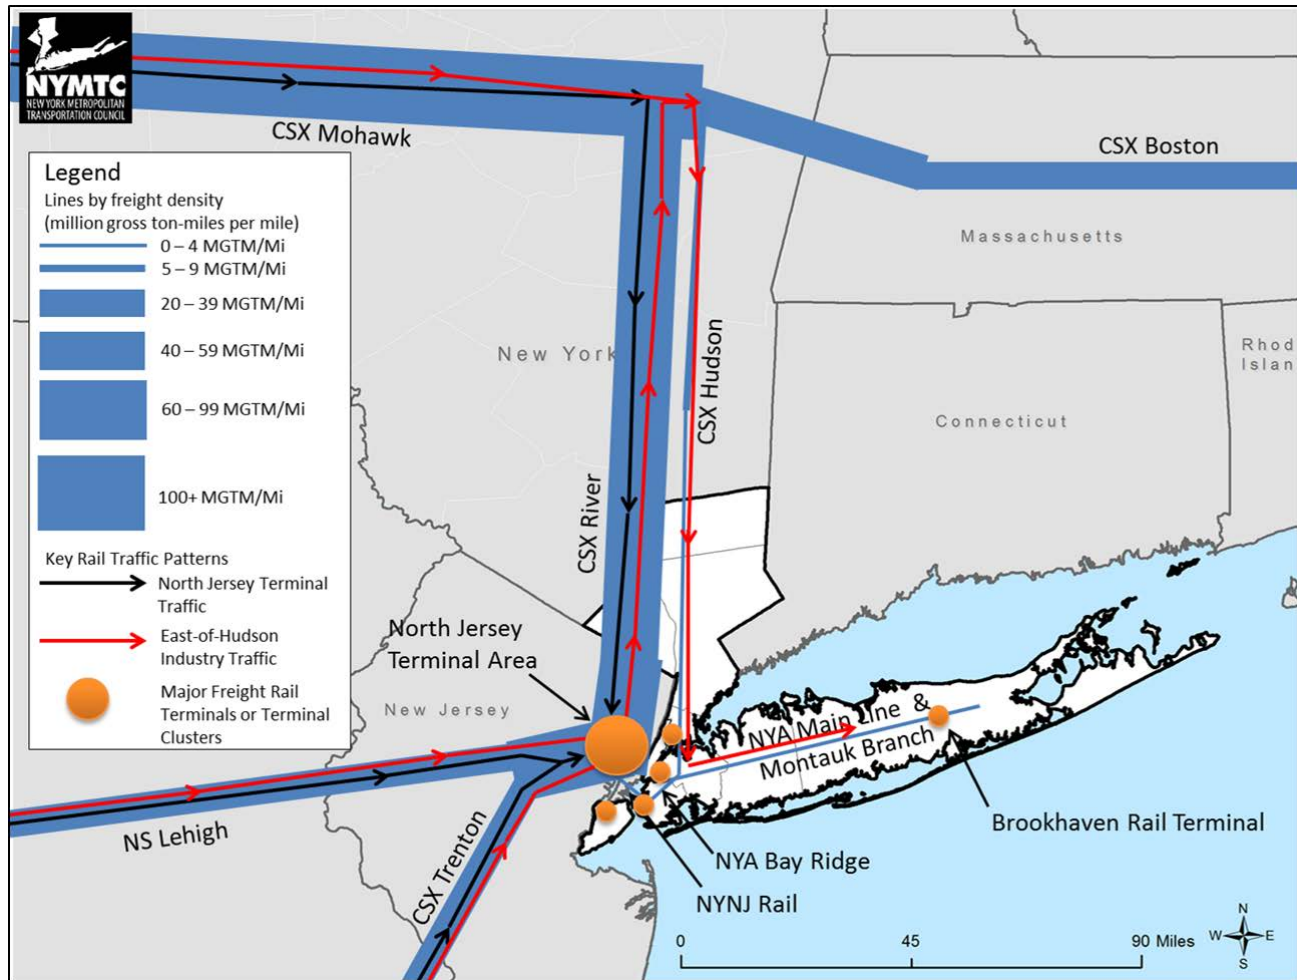 NYMTC
NEW YORK METROPOLITAN
TRANSPORTATION COUNCIL
CSX Mohawk
CSX Boston
Massachusetts
Legend
Lines by freight density
(million gross ton-miles per mile)
0 – 4 MGTM/Mi
5 – 9 MGTM/Mi
20 – 39 MGTM/Mi
40 – 59 MGTM/Mi
60 – 99 MGTM/Mi
100+ MGTM/Mi
Key Rail Traffic Patterns
North Jersey Terminal
Traffic
East-of-Hudson
Industry Traffic
Major Freight Rail
Terminals or Terminal
Clusters
New York
CSX Hudson
Rhod
Islan
Connecticut
CSX River
North Jersey
Terminal Area
New Jersey
NYA Main Line &
Montauk Branch
NS Lehigh
CSX Trenton
Brookhaven Rail Terminal
NYA Bay Ridge
NYNJ Rail
N
W
E
S
0
45
90 Miles